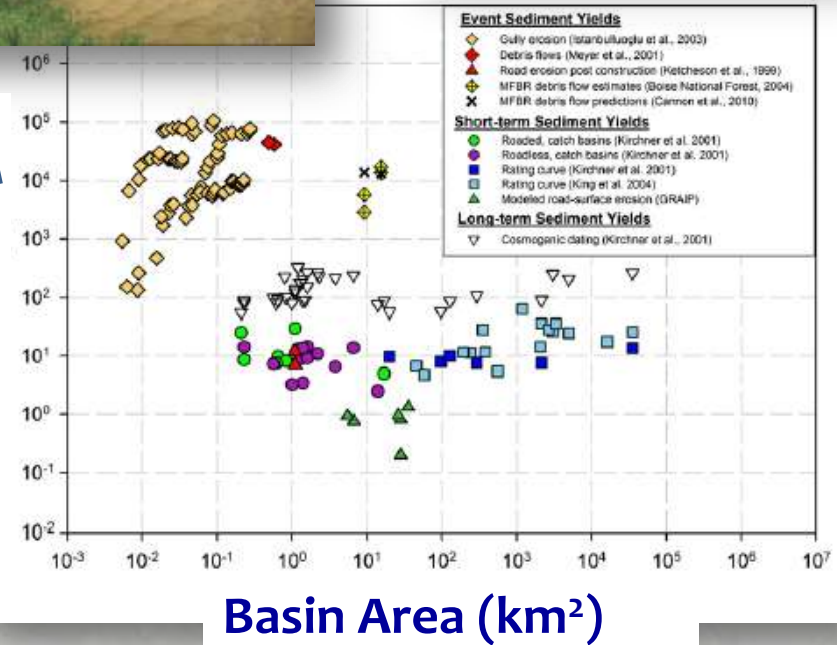 Event Sediment Yields
Gully erosion (Istanbulluoglu et al., 2003)
Debris flows (Meyer et al., 2001)
Road erosion post construction (Ketcheson et al., 1999)
MFBR debris flow estimates (Boise National Forest, 2004)
MFBR debris flow predictions (Cannon et al., 2010)
Short-term Sediment Yields
Roaded, catch basins (Kirchner et al. 2001)
Roadless, catch basins (Kirchner et al. 2001)
Rating curve (Kirchner et al. 2001)
Rating curve (King et al. 2004)
Modeled road-surface erosion (GRAIP)
Long-term Sediment Yields
Cosmogenic dating (Kirchner et al., 2001)
10⁶
10⁵
10⁴
10³
10²
10¹
10⁰
10⁻¹
10⁻²
10⁻³ 10⁻² 10⁻¹ 10⁰ 10¹ 10² 10³ 10⁴ 10⁵ 10⁶ 10⁷
Basin Area (km²)